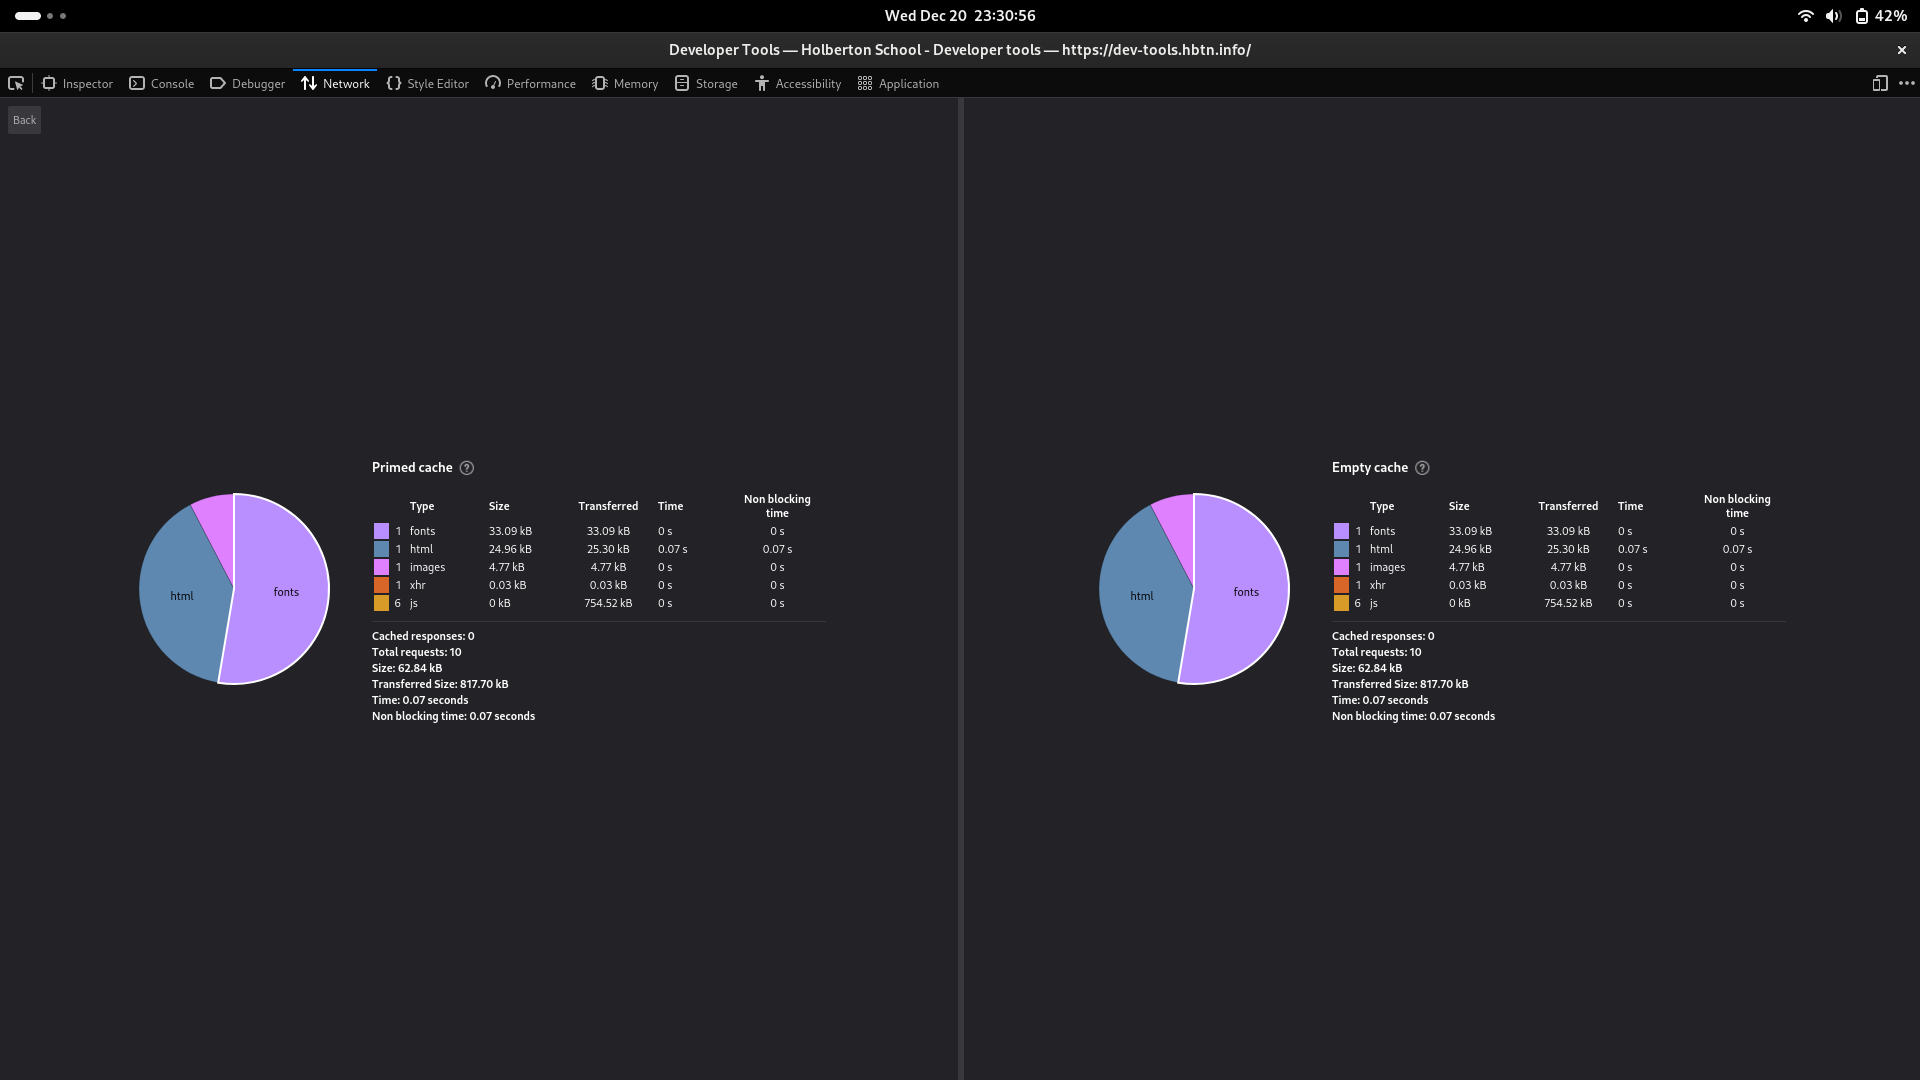 Wed Dec 20 23:30:56
42%
Developer Tools — Holberton School - Developer tools — https://dev-tools.hbtn.info/
Inspector Console Debugger Network Style Editor Performance Memory Storage Accessibility Application
Back
Primed cache ?
Type Size Transferred Time Non blocking time
1 fonts 33.09 kB 33.09 kB 0 s 0 s
1 html 24.96 kB 25.30 kB 0.07 s 0.07 s
1 images 4.77 kB 4.77 kB 0 s 0 s
1 xhr 0.03 kB 0.03 kB 0 s 0 s
6 js 0 kB 754.52 kB 0 s 0 s
html
fonts
Cached responses: 0
Total requests: 10
Size: 62.84 kB
Transferred Size: 817.70 kB
Time: 0.07 seconds
Non blocking time: 0.07 seconds
Empty cache ?
Type Size Transferred Time Non blocking time
1 fonts 33.09 kB 33.09 kB 0 s 0 s
1 html 24.96 kB 25.30 kB 0.07 s 0.07 s
1 images 4.77 kB 4.77 kB 0 s 0 s
1 xhr 0.03 kB 0.03 kB 0 s 0 s
6 js 0 kB 754.52 kB 0 s 0 s
html
fonts
Cached responses: 0
Total requests: 10
Size: 62.84 kB
Transferred Size: 817.70 kB
Time: 0.07 seconds
Non blocking time: 0.07 seconds